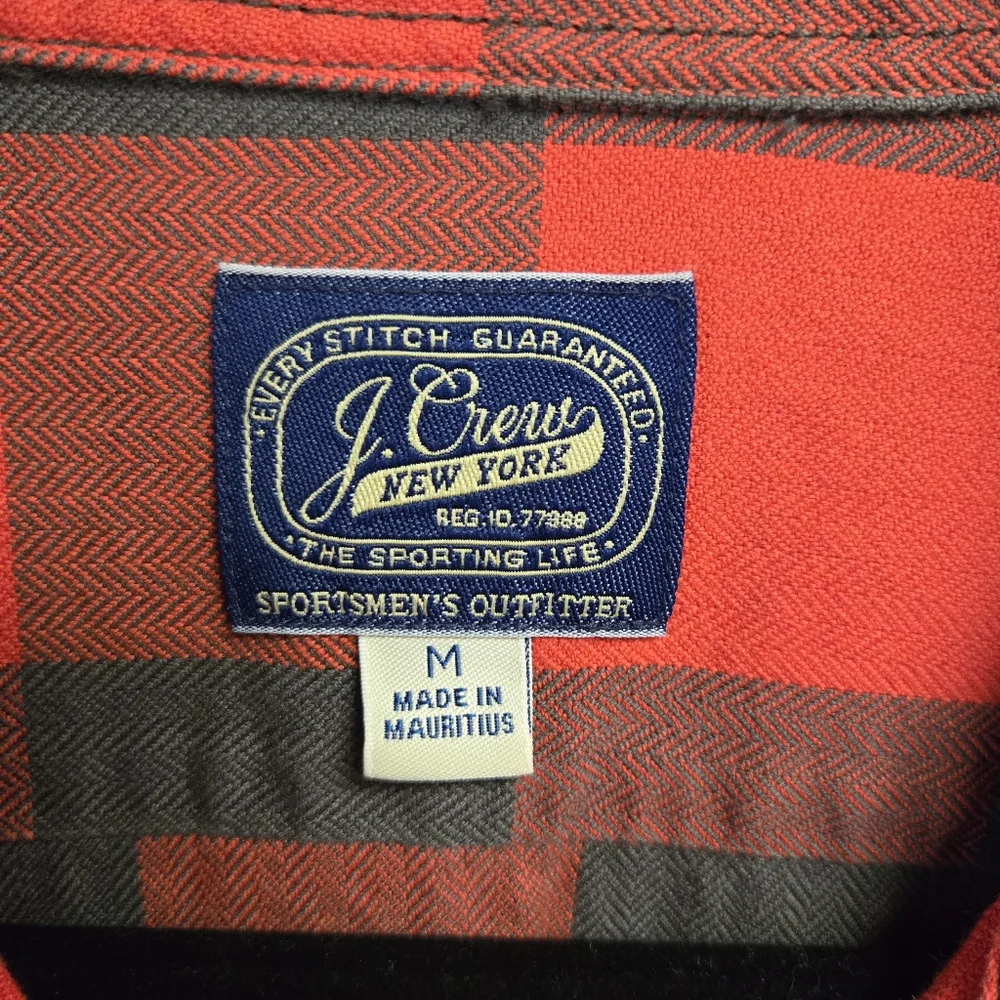 EVERY STITCH GUARANTEED
J. Crew
NEW YORK
REG. ID. 77388
• THE SPORTING LIFE •
SPORTSMEN'S OUTFITTER
M
MADE IN
MAURITIUS